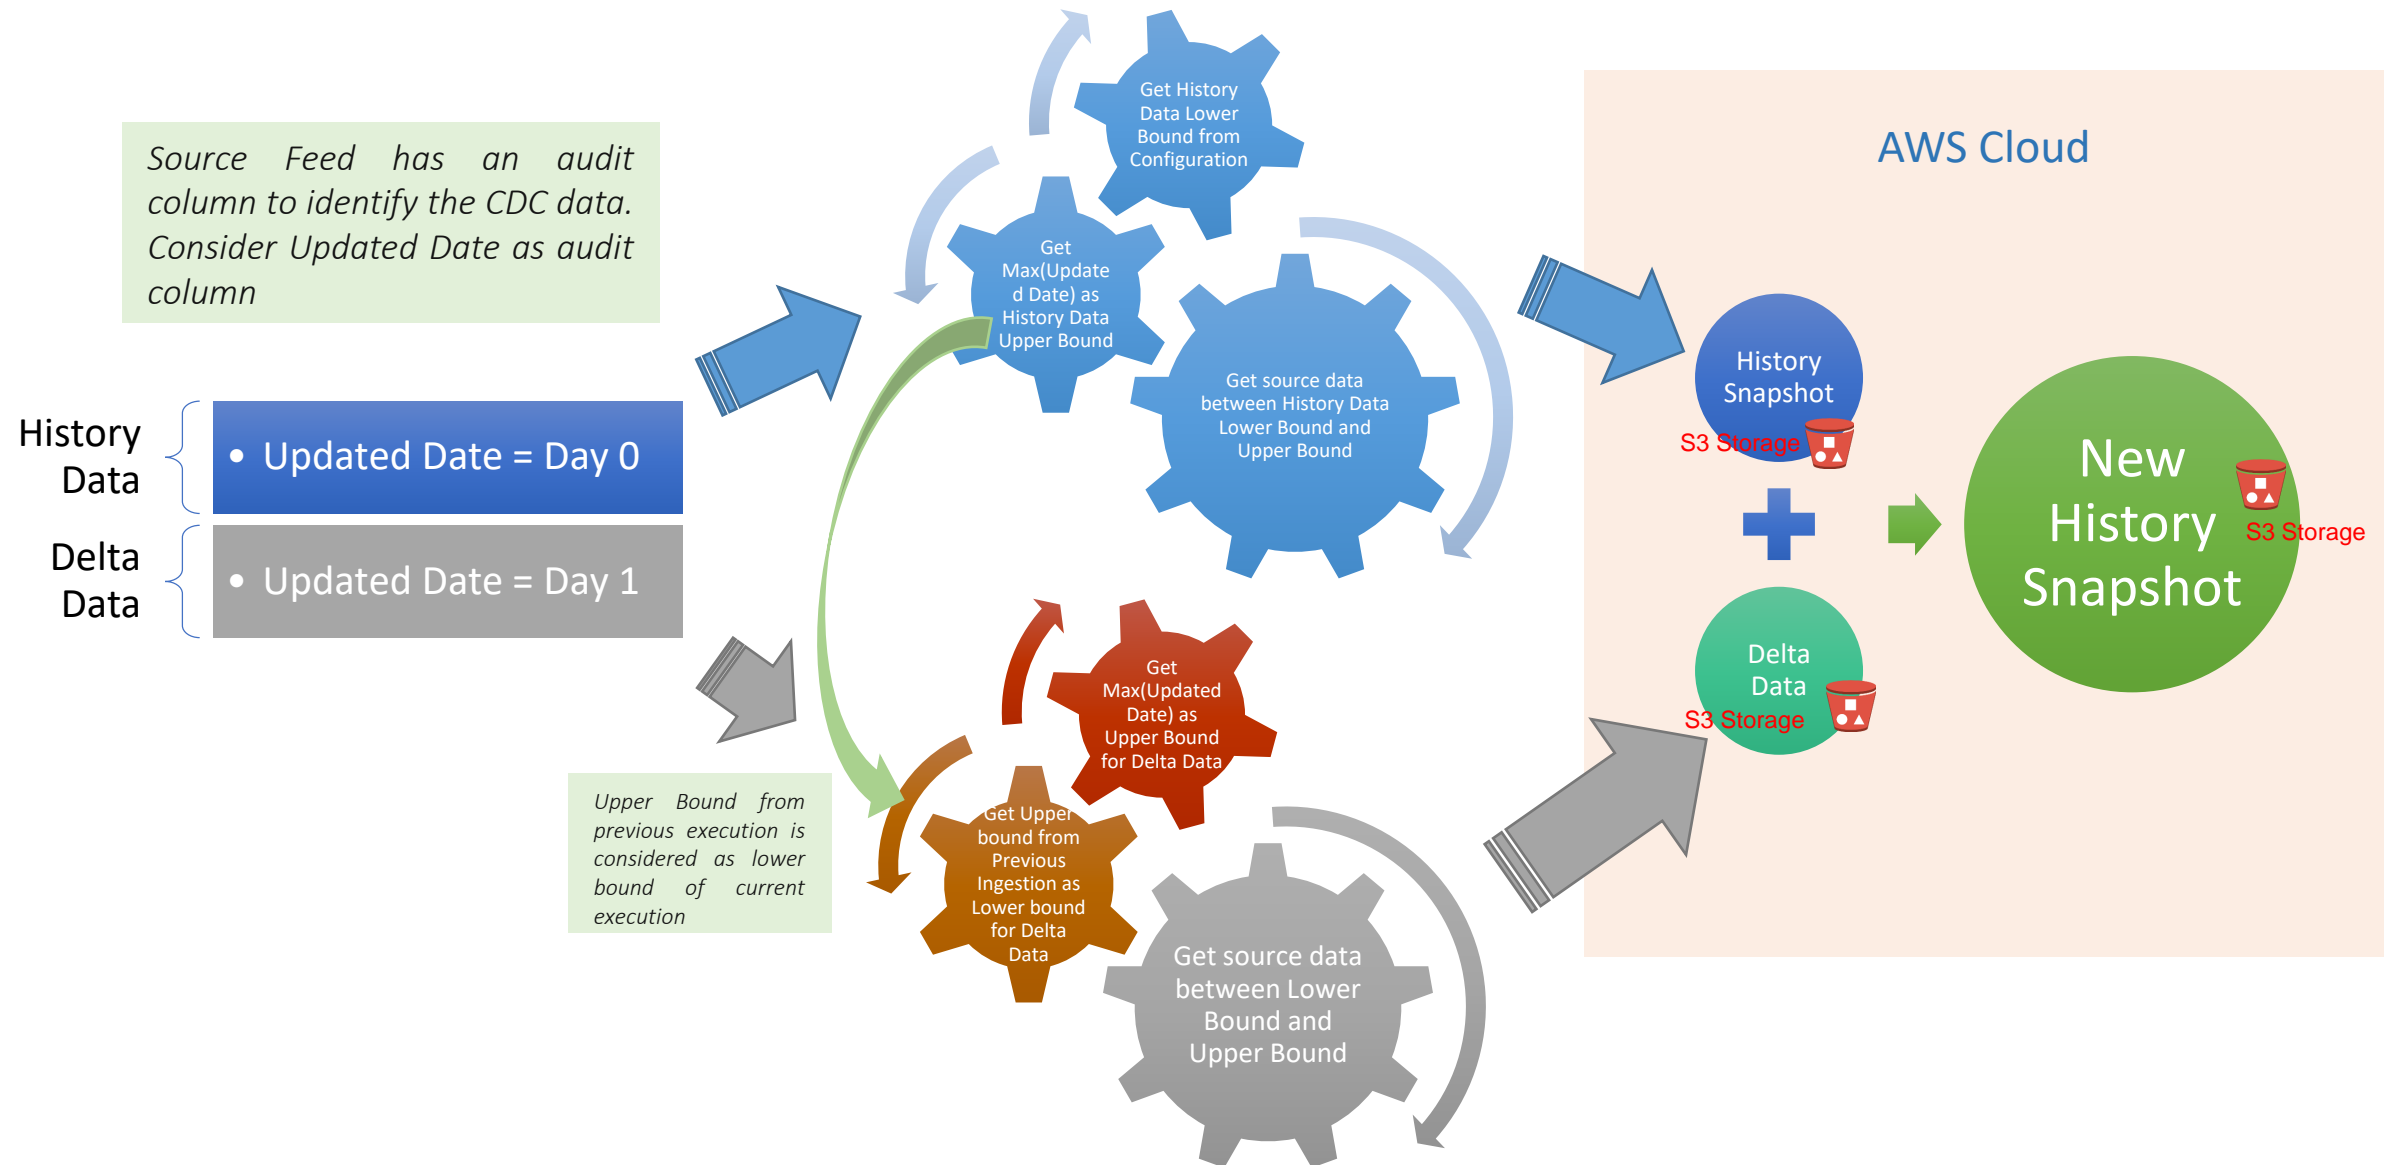 Source Feed has an audit
column to identify the CDC data.
Consider Updated Date as audit
column
History
Data
• Updated Date = Day 0
Delta
Data
• Updated Date = Day 1
Upper Bound from
previous execution is
considered as lower
bound of current
execution
Get History
Data Lower
Bound from
Configuration
Get
Max(Update
d Date) as
History Data
Upper Bound
Get source data
between History Data
Lower Bound and
Upper Bound
Get
Max(Updated
Date) as
Upper Bound
for Delta Data
Get Upper
bound from
Previous
Ingestion as
Lower bound
for Delta
Data
Get source data
between Lower
Bound and
Upper Bound
AWS Cloud
History
Snapshot
S3 Storage
Delta
Data
S3 Storage
New
History
Snapshot
S3 Storage